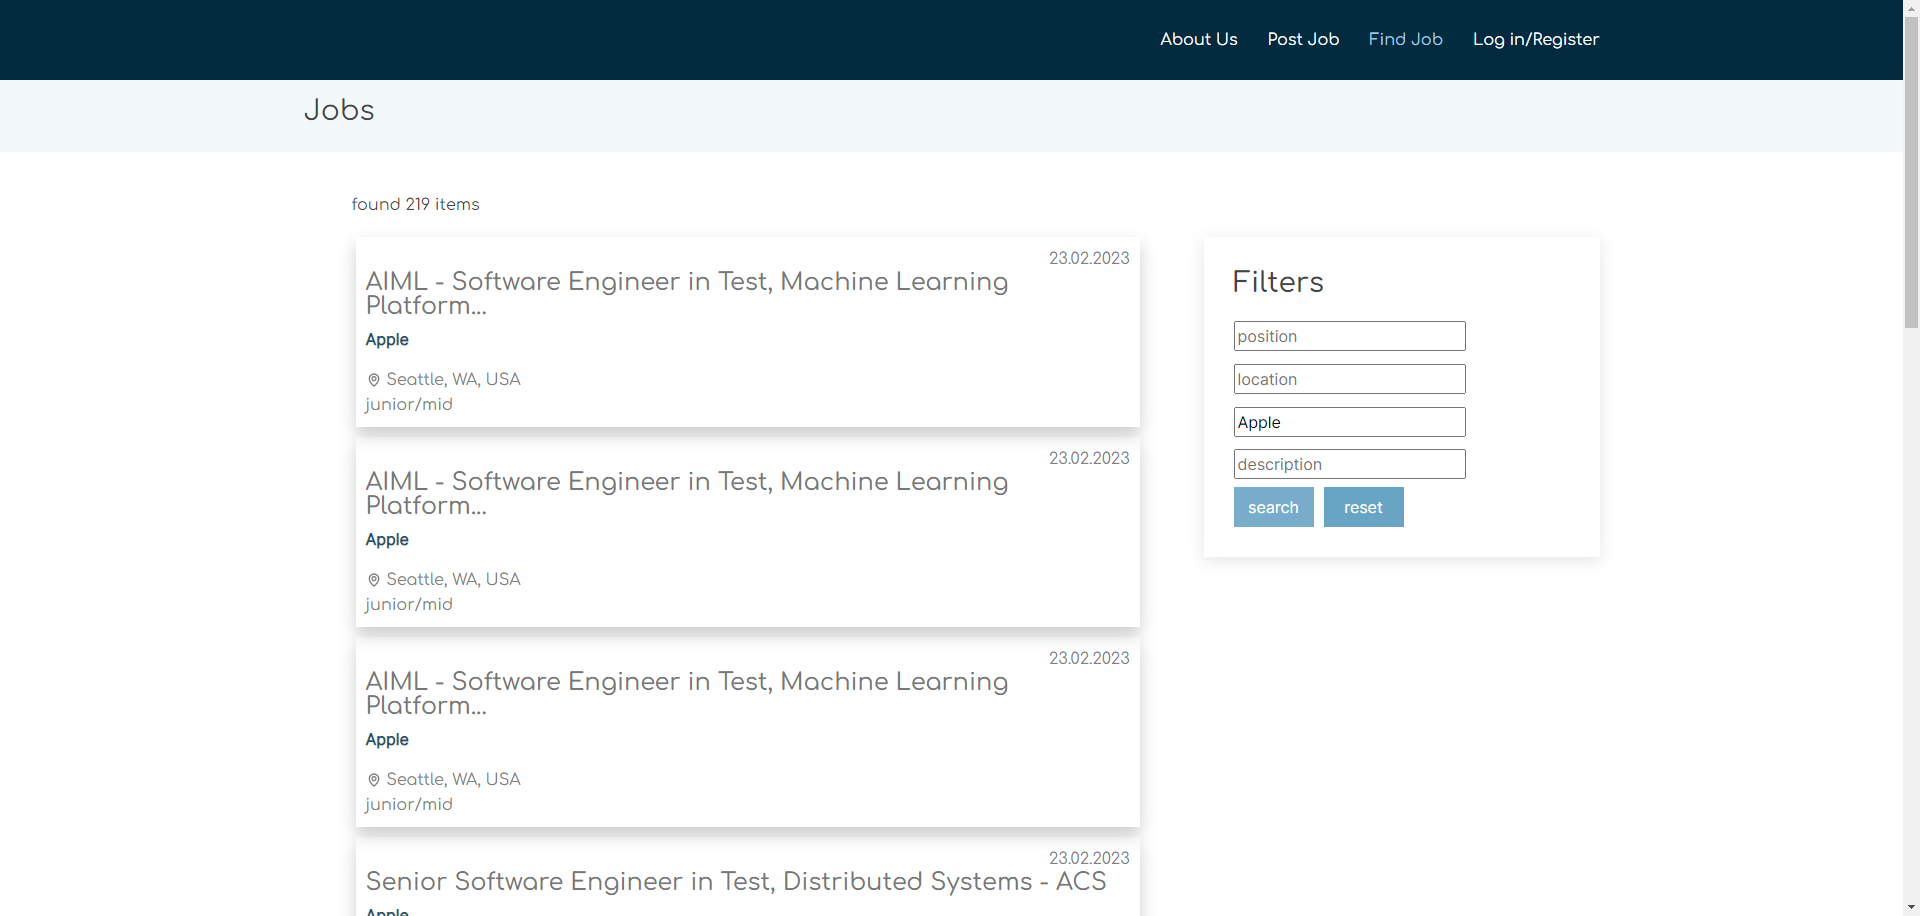 About Us Post Job Find Job Log in/Register
Jobs
found 219 items
23.02.2023
AIML - Software Engineer in Test, Machine Learning
Platform...
Apple
Seattle, WA, USA
junior/mid
23.02.2023
AIML - Software Engineer in Test, Machine Learning
Platform...
Apple
Seattle, WA, USA
junior/mid
23.02.2023
AIML - Software Engineer in Test, Machine Learning
Platform...
Apple
Seattle, WA, USA
junior/mid
23.02.2023
Senior Software Engineer in Test, Distributed Systems - ACS
Apple
Filters
position
location
Apple
description
search reset